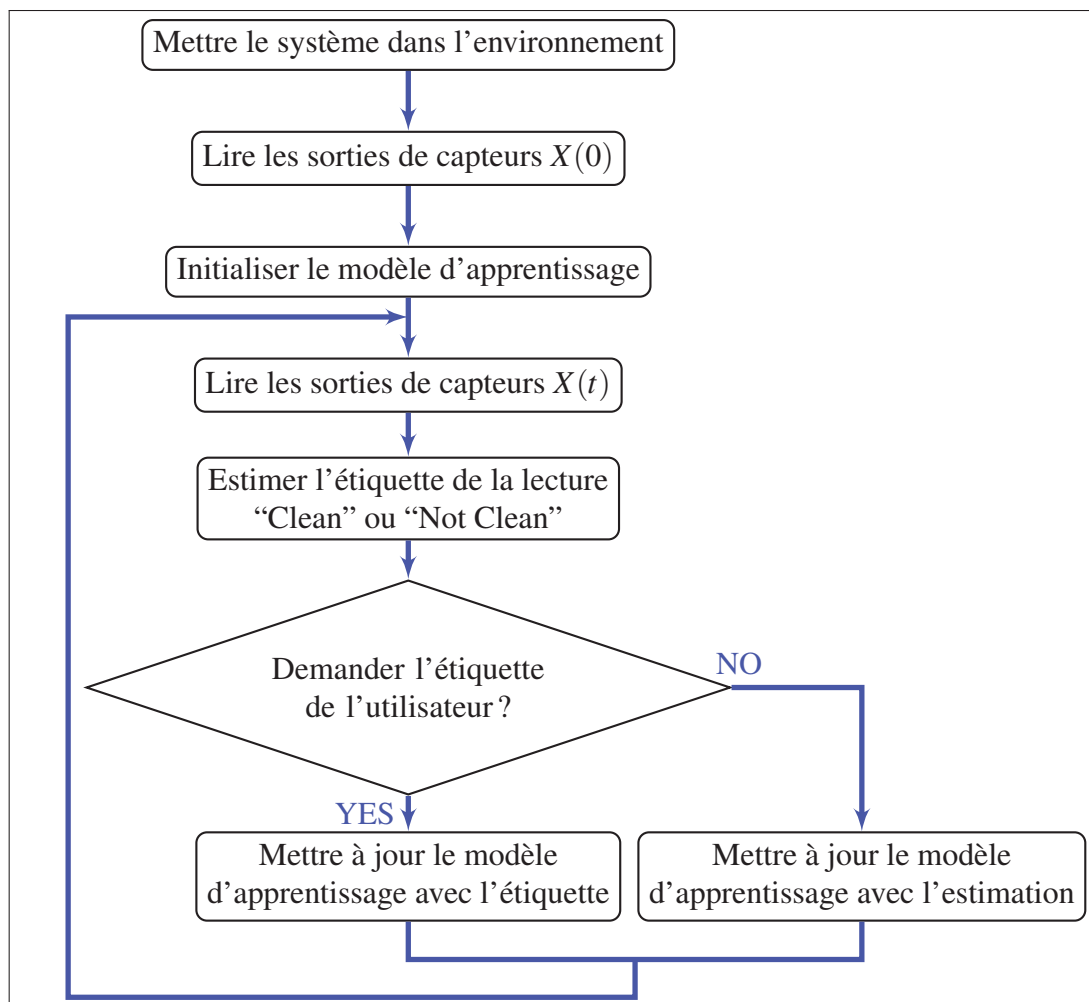 Mettre le système dans l'environnement
Lire les sorties de capteurs X(0)
Initialiser le modèle d'apprentissage
Lire les sorties de capteurs X(t)
Estimer l'étiquette de la lecture
“Clean” ou “Not Clean”
Demander l'étiquette
de l'utilisateur ?
NO
YES
Mettre à jour le modèle
d'apprentissage avec l'étiquette
Mettre à jour le modèle
d'apprentissage avec l'estimation